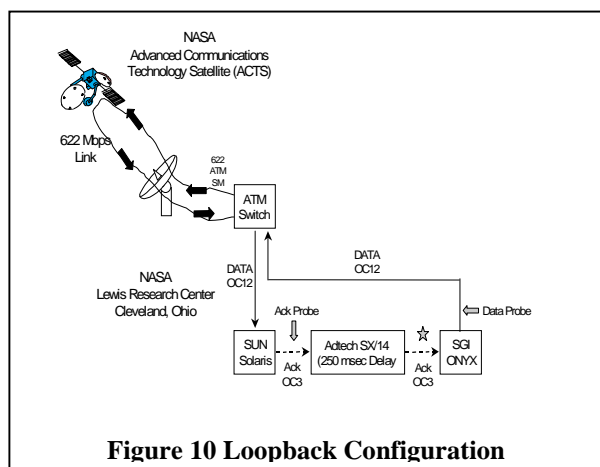 NASA
Advanced Communications
Technology Satellite (ACTS)
622 Mbps
Link
622
ATM
SM
ATM
Switch
NASA
Lewis Research Center
Cleveland, Ohio
DATA
OC12
DATA
OC12
Ack Probe
Data Probe
SUN
Solaris
Ack
OC3
Adtech SX/14
(250 msec Delay
Ack
OC3
SGI
ONYX
Figure 10 Loopback Configuration